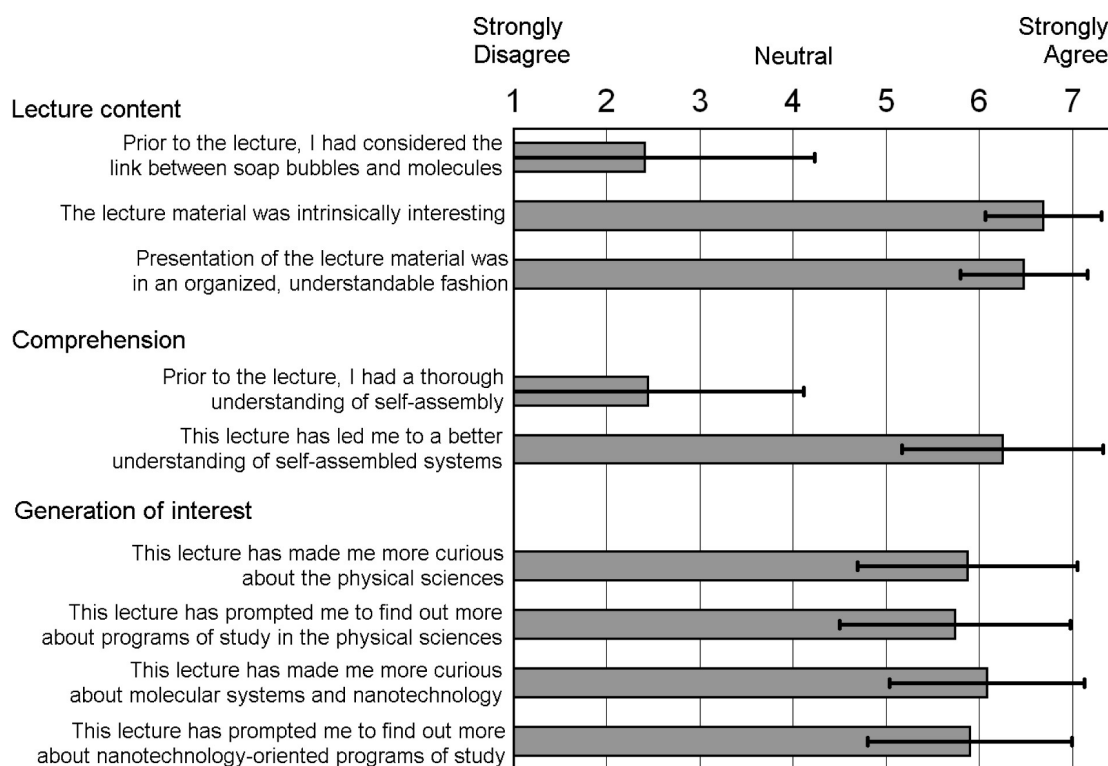 Strongly Disagree
Neutral
Strongly Agree
1 2 3 4 5 6 7
Lecture content
Prior to the lecture, I had considered the
link between soap bubbles and molecules
The lecture material was intrinsically interesting
Presentation of the lecture material was
in an organized, understandable fashion
Comprehension
Prior to the lecture, I had a thorough
understanding of self-assembly
This lecture has led me to a better
understanding of self-assembled systems
Generation of interest
This lecture has made me more curious
about the physical sciences
This lecture has prompted me to find out more
about programs of study in the physical sciences
This lecture has made me more curious
about molecular systems and nanotechnology
This lecture has prompted me to find out more
about nanotechnology-oriented programs of study